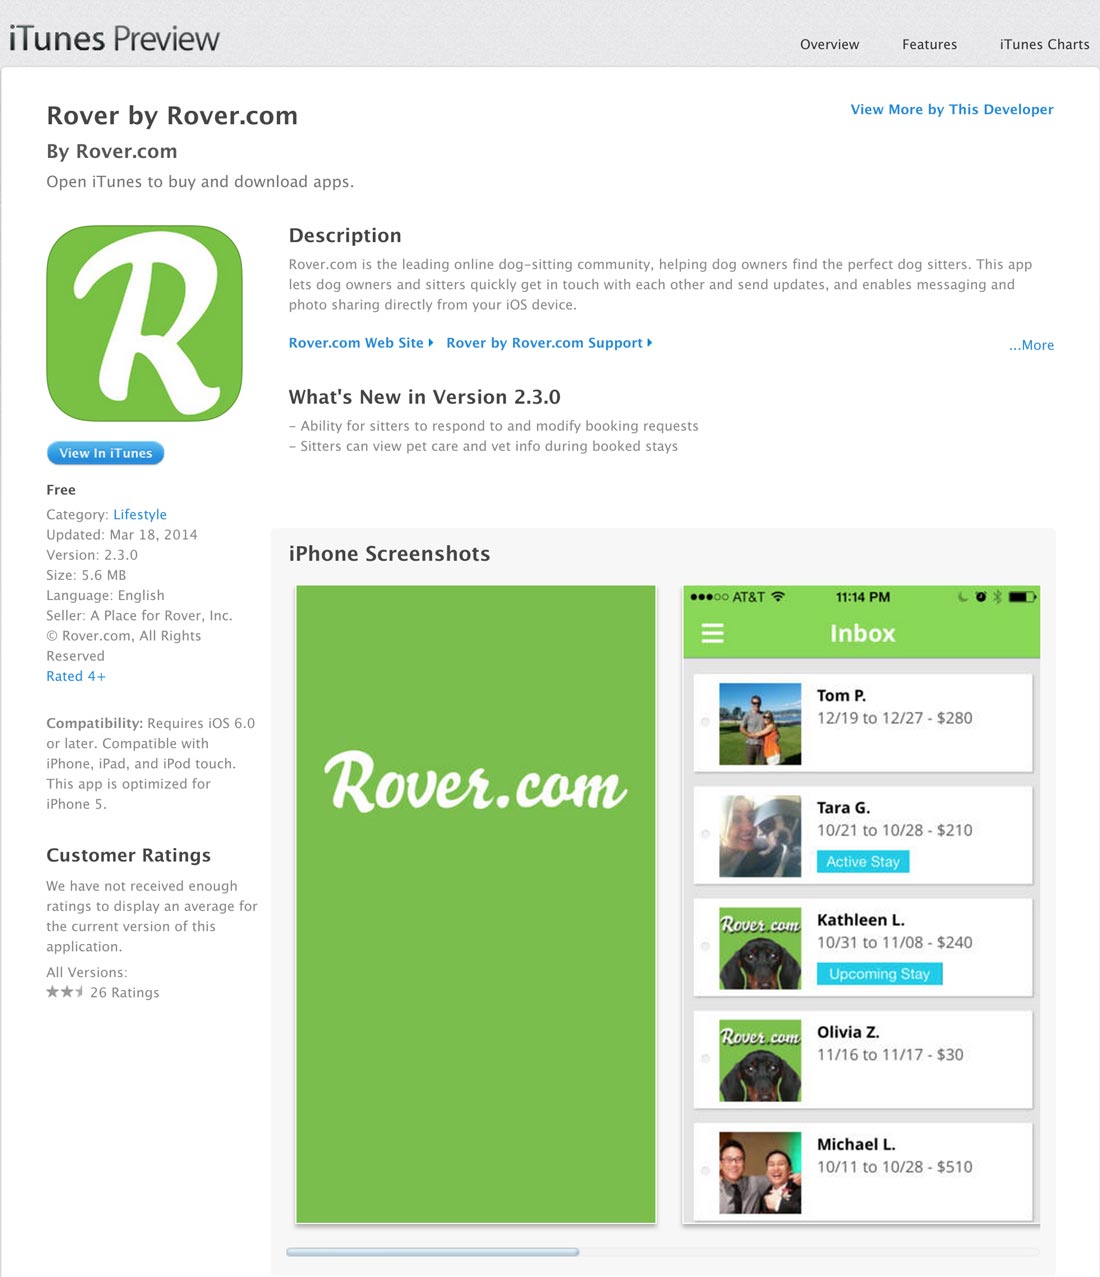 iTunes Preview
Overview
Features
iTunes Charts
Rover by Rover.com
View More by This Developer
By Rover.com
Open iTunes to buy and download apps.
R
View In iTunes
Free
Category: Lifestyle
Updated: Mar 18, 2014
Version: 2.3.0
Size: 5.6 MB
Language: English
Seller: A Place for Rover, Inc.
© Rover.com, All Rights
Reserved
Rated 4+
Compatibility: Requires iOS 6.0
or later. Compatible with
iPhone, iPad, and iPod touch.
This app is optimized for
iPhone 5.
Customer Ratings
We have not received enough
ratings to display an average for
the current version of this
application.
All Versions:
26 Ratings
Description
Rover.com is the leading online dog-sitting community, helping dog owners find the perfect dog sitters. This app
lets dog owners and sitters quickly get in touch with each other and send updates, and enables messaging and
photo sharing directly from your iOS device.
Rover.com Web Site
Rover by Rover.com Support
...More
What's New in Version 2.3.0
- Ability for sitters to respond to and modify booking requests
- Sitters can view pet care and vet info during booked stays
iPhone Screenshots
Rover.com
AT&T
11:14 PM
Inbox
Tom P.
12/19 to 12/27 - $280
Tara G.
10/21 to 10/28 - $210
Active Stay
Rover.com
Kathleen L.
10/31 to 11/08 - $240
Upcoming Stay
Rover.com
Olivia Z.
11/16 to 11/17 - $30
Michael L.
10/11 to 10/28 - $510